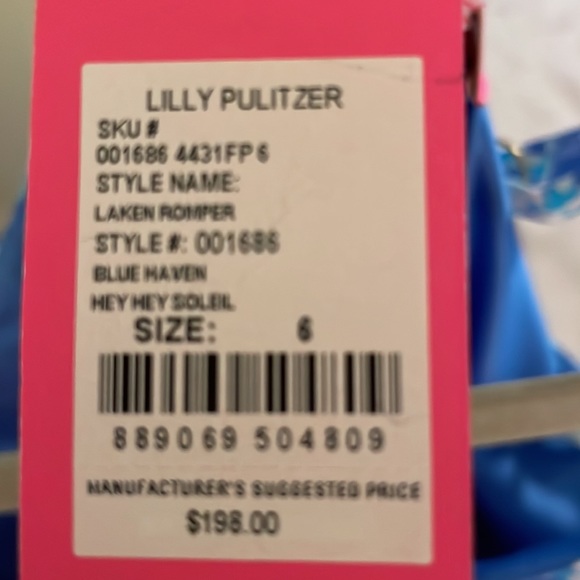 LILLY PULITZER
SKU #
001686 4431FP 6
STYLE NAME:
LAKEN ROMPER
STYLE #: 001686
BLUE HAVEN
HEY HEY SOLEIL
SIZE: 6
889069 504809
MANUFACTURER'S SUGGESTED PRICE
$198.00